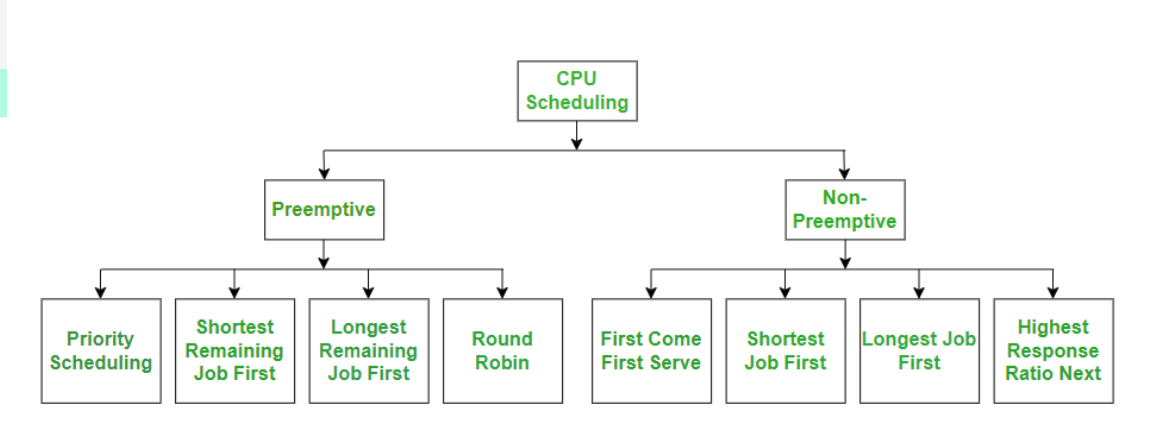 CPU
Scheduling
Preemptive
Non-
Preemptive
Priority
Scheduling
Shortest
Remaining
Job First
Longest
Remaining
Job First
Round
Robin
First Come
First Serve
Shortest
Job First
Longest Job
First
Highest
Response
Ratio Next